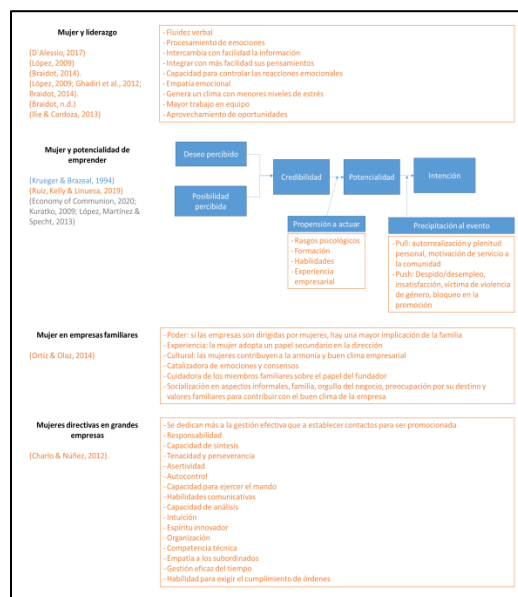 Mujer y liderazgo
(D´Alessio, 2017)
(López, 2009)
(Braidot, 2014).
(López, 2009; Ghadiri et al., 2012;
Braidot, 2014).
(Braidot, n.d.)
(Ilie & Cardoza, 2013)
- Fluidez verbal
- Procesamiento de emociones
- Intercambia con facilidad la información
- Integrar con más facilidad sus pensamientos
- Capacidad para controlar las reacciones emocionales
- Empatía emocional
- Genera un clima con menores niveles de estrés
- Mayor trabajo en equipo
- Aprovechamiento de oportunidades
Mujer y potencialidad de
emprender
(Krueger & Brazeal, 1994)
(Ruiz, Kelly & Linuesa, 2019)
(Economy of Communion, 2020;
Kuratko, 2009; López, Martínez &
Specht, 2013)
Deseo percibido
Posibilidad
percibida
Credibilidad
Potencialidad
Intención
Propensión a actuar
- Rasgos psicológicos
- Formación
- Habilidades
- Experiencia
empresarial
Precipitación al evento
- Pull: autorrealización y plenitud
personal, motivación de servicio a
la comunidad
- Push: Despido/desempleo,
insatisfacción, víctima de violencia
de género, bloqueo en la
promoción
Mujer en empresas familiares
(Ortíz & Olaz, 2014)
- Poder: si las empresas son dirigidas por mujeres, hay una mayor implicación de la familia
- Experiencia: la mujer adopta un papel secundario en la dirección
- Cultural: las mujeres contribuyen a la armonía y buen clima empresarial
- Catalizadora de emociones y consensos
- Cuidadora de los miembros familiares sobre el papel del fundador
- Socialización en aspectos informales, familia, orgullo del negocio, preocupación por su destino y
valores familiares para contribuir con el buen clima de la empresa
Mujeres directivas en grandes
empresas
(Charlo & Núñez, 2012).
- Se dedican más a la gestión efectiva que a establecer contactos para ser promocionada
- Responsabilidad
- Capacidad de síntesis
- Tenacidad y perseverancia
- Asertividad
- Autocontrol
- Capacidad para ejercer el mando
- Habilidades comunicativas
- Capacidad de análisis
- Intuición
- Espíritu innovador
- Organización
- Competencia técnica
- Empatia a los subordinados
- Gestión eficaz del tiempo
- Habilidad para exigir el cumplimiento de órdenes